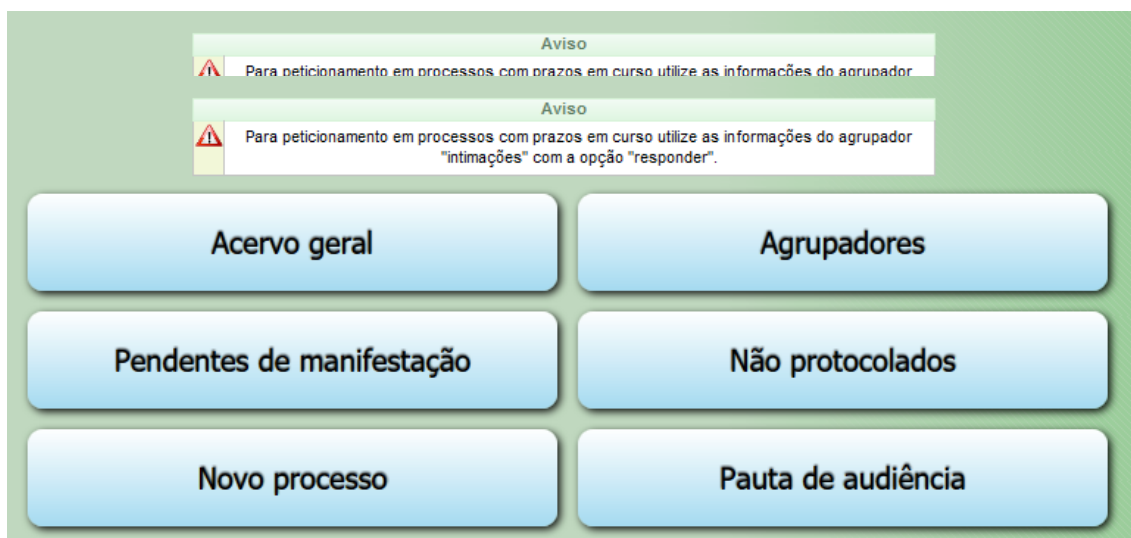 Aviso
Para peticionamento em processos com prazos em curso utilize as informações do agrupador
Aviso
Para peticionamento em processos com prazos em curso utilize as informações do agrupador
"intimações" com a opção "responder".
Acervo geral
Agrupadores
Pendentes de manifestação
Não protocolados
Novo processo
Pauta de audiência